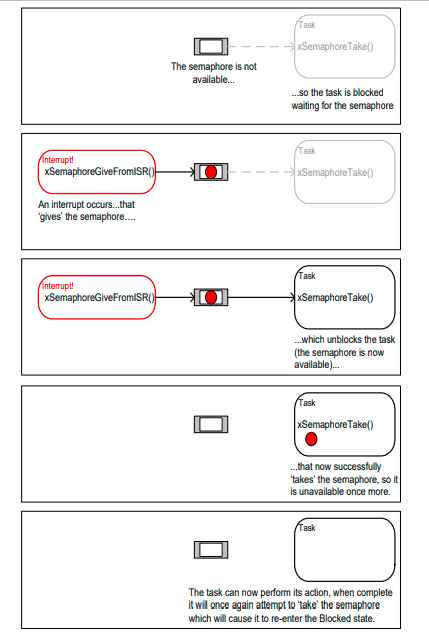 Task
xSemaphoreTake()
The semaphore is not
available...
...so the task is blocked
waiting for the semaphore
Interrupt!
xSemaphoreGiveFromISR()
Task
xSemaphoreTake()
An interrupt occurs...that
'gives' the semaphore....
Interrupt!
xSemaphoreGiveFromISR()
Task
xSemaphoreTake()
...which unblocks the task
(the semaphore is now
available)...
Task
xSemaphoreTake()
...that now successfully
'takes' the semaphore, so it
is unavailable once more.
Task
The task can now perform its action, when complete
it will once again attempt to 'take' the semaphore
which will cause it to re-enter the Blocked state.